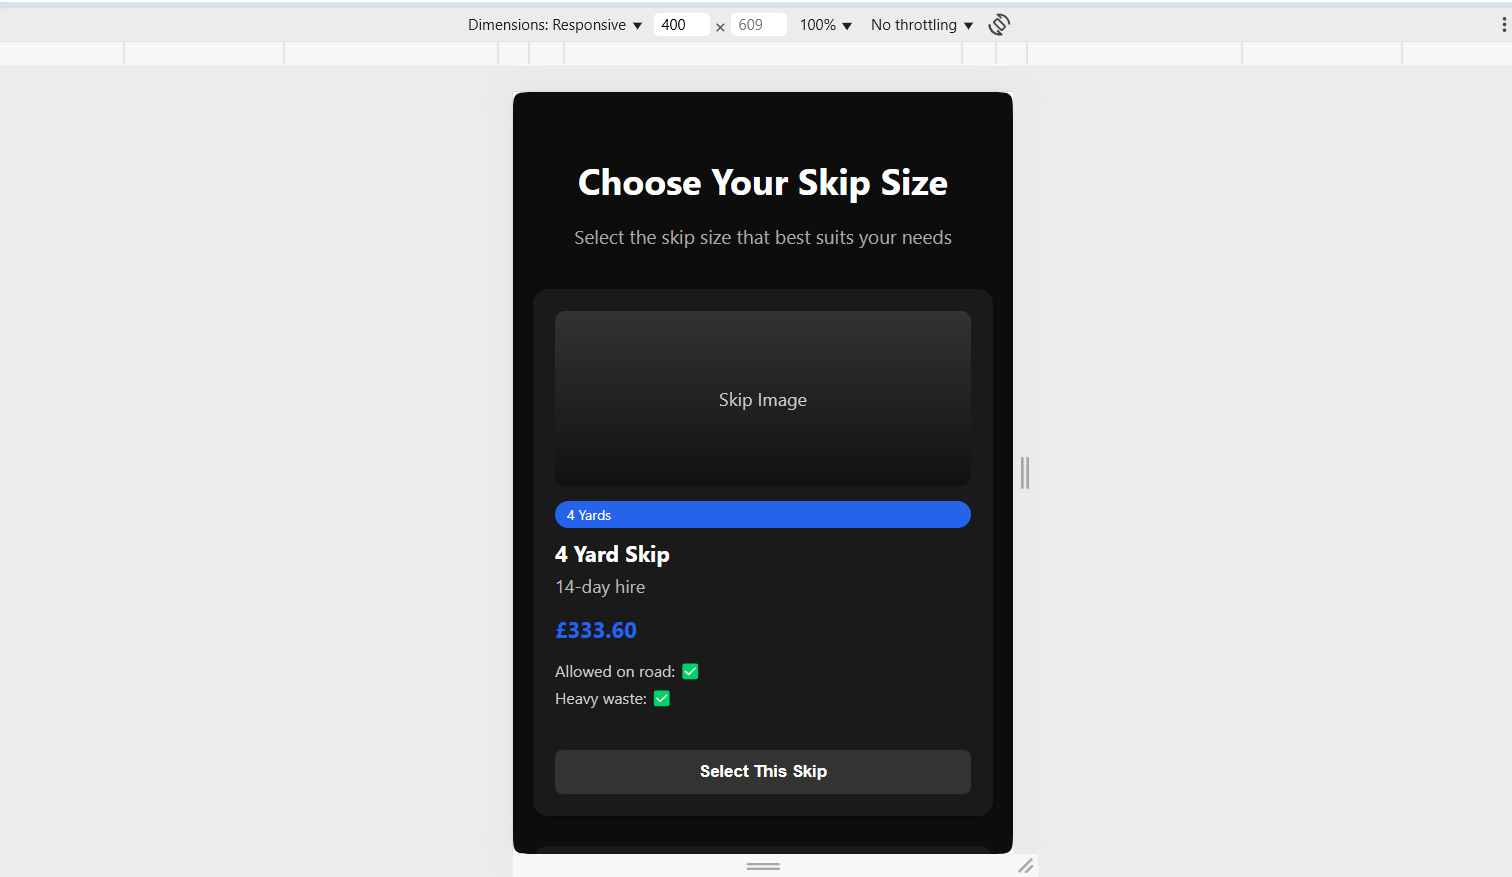 Dimensions: Responsive ▼ 400 × 609 100% ▼ No throttling ▼
Choose Your Skip Size
Select the skip size that best suits your needs
Skip Image
4 Yards
4 Yard Skip
14-day hire
£333.60
Allowed on road: ✅
Heavy waste: ✅
Select This Skip